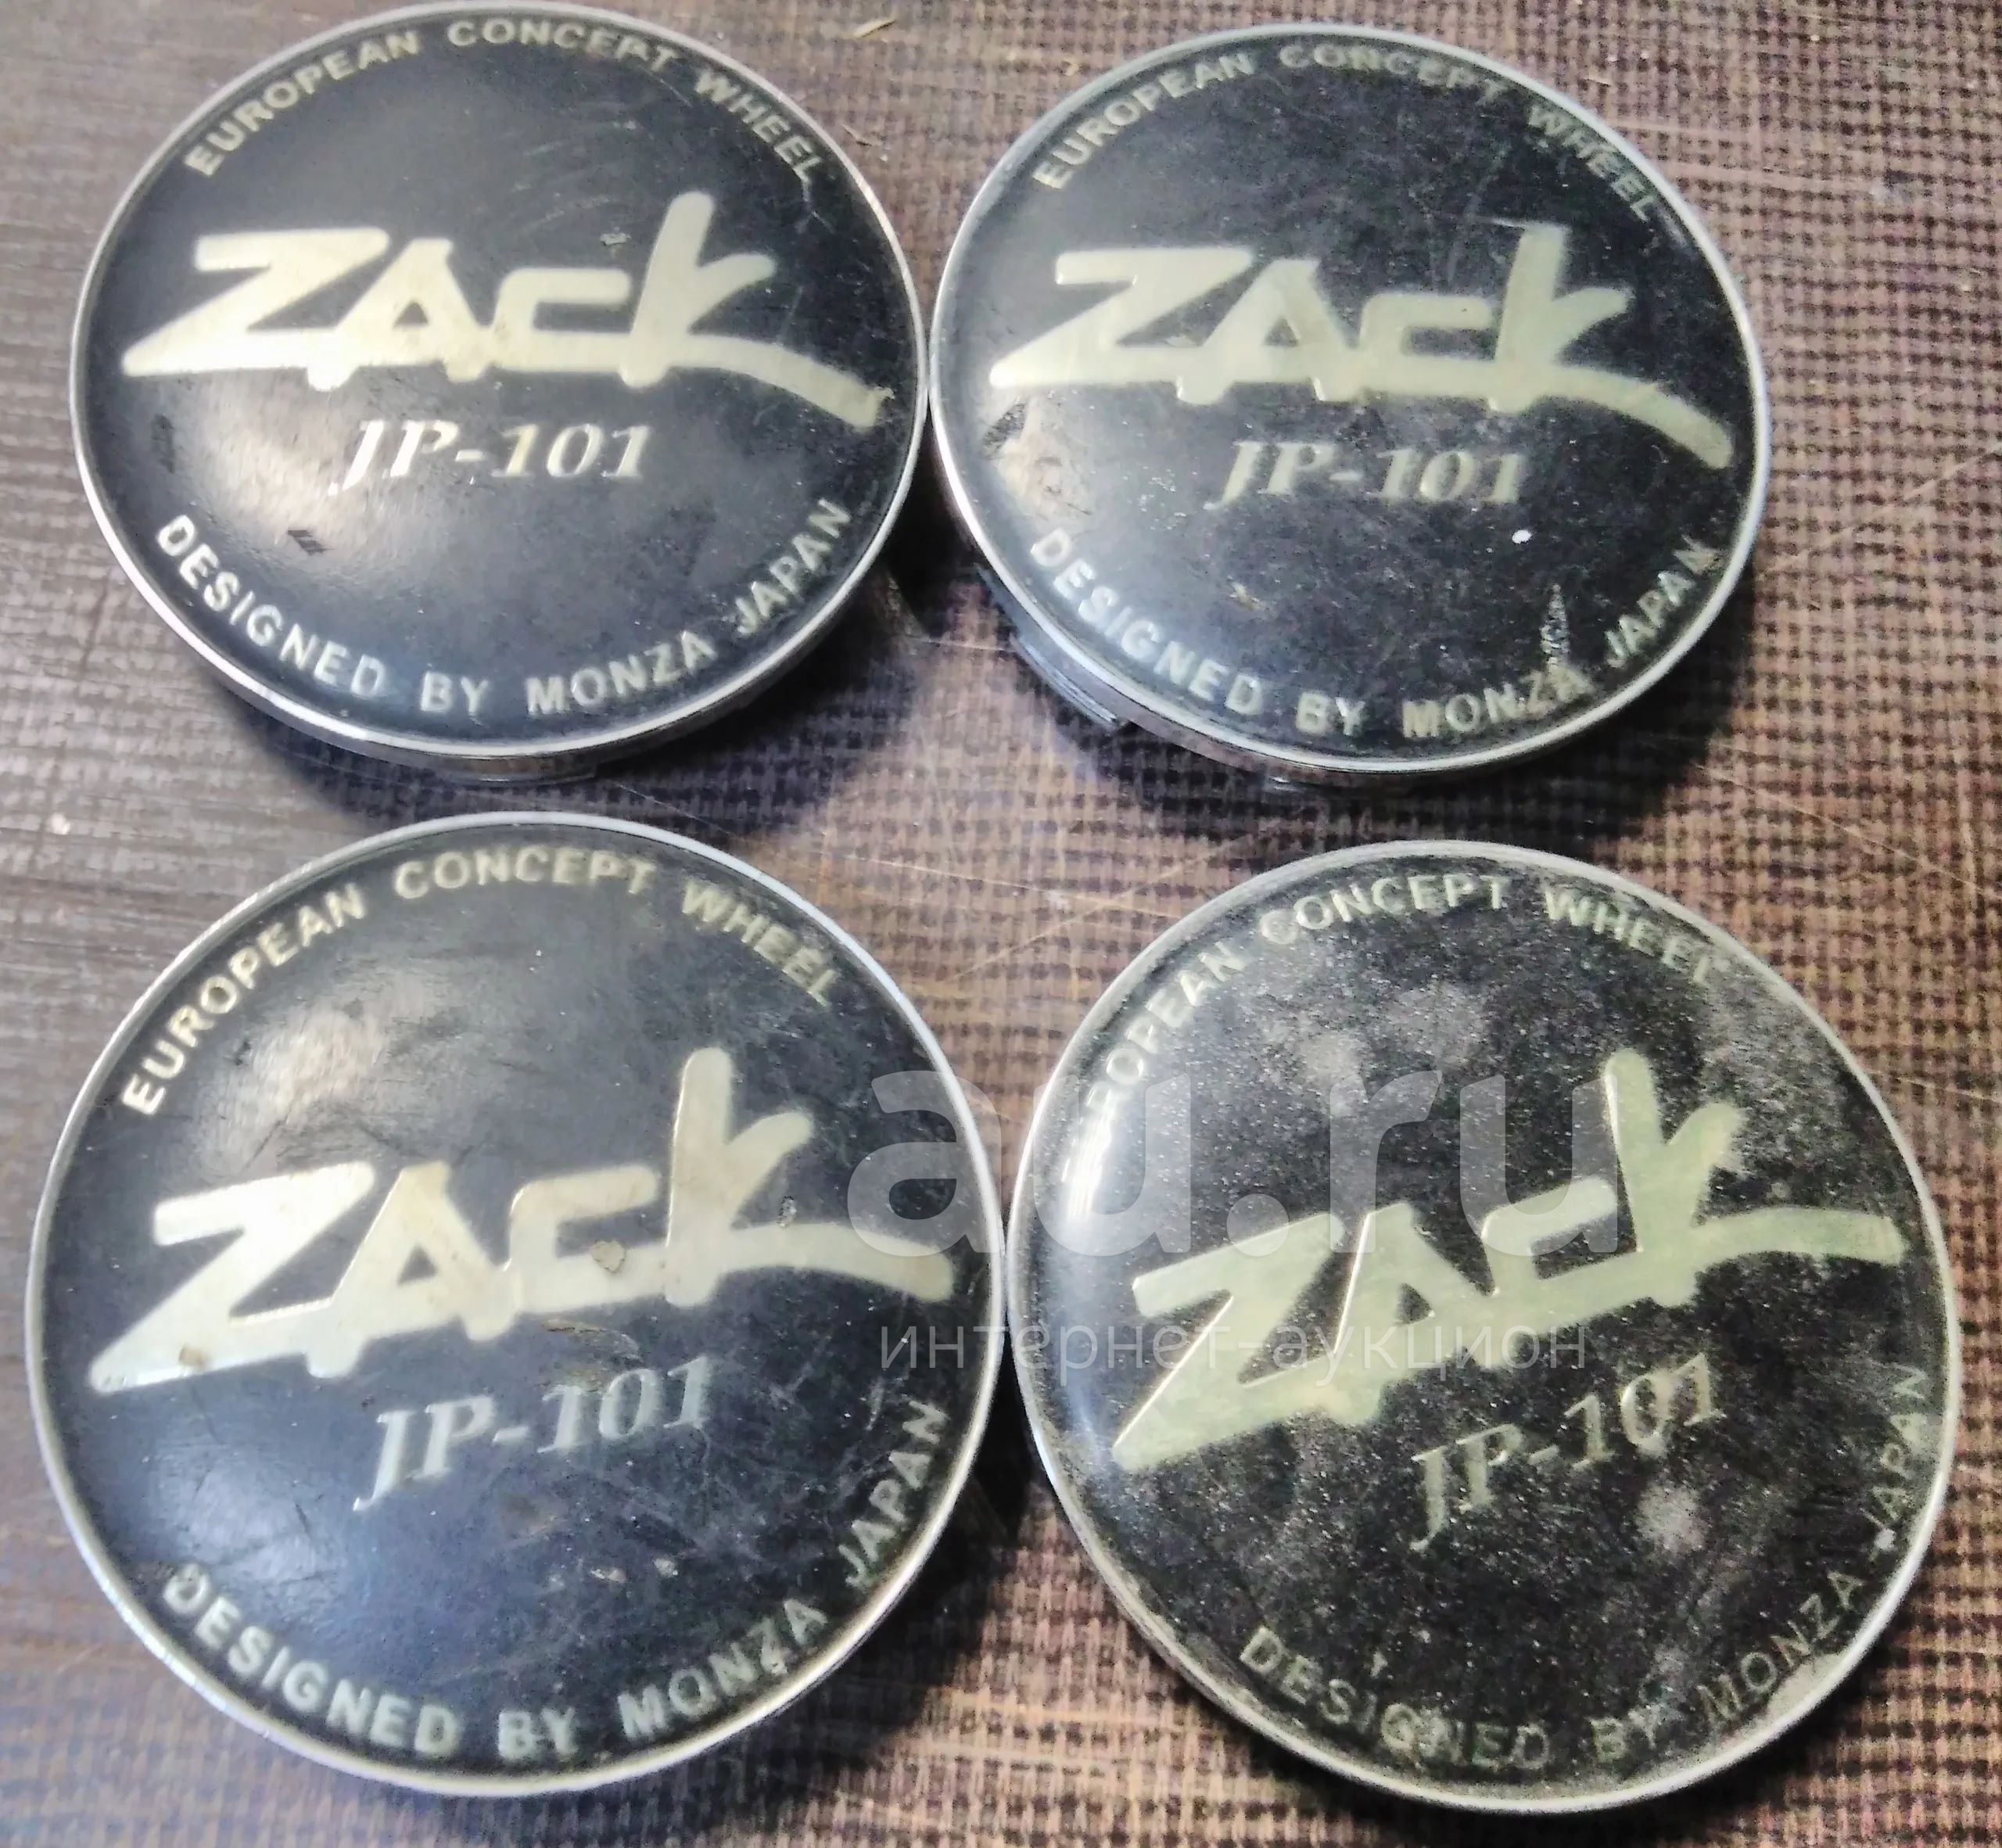 EUROPEAN CONCEPT WHEEL
ZACK
JP-101
DESIGNED BY MONZA JAPAN
EUROPEAN CONCEPT WHEEL
ZACK
JP-101
DESIGNED BY MONZA JAPAN
EUROPEAN CONCEPT WHEEL
ZACK
JP-101
DESIGNED BY MONZA JAPAN
EUROPEAN CONCEPT WHEEL
ZACK
JP-101
DESIGNED BY MONZA JAPAN
au.ru
интернет-аукцион